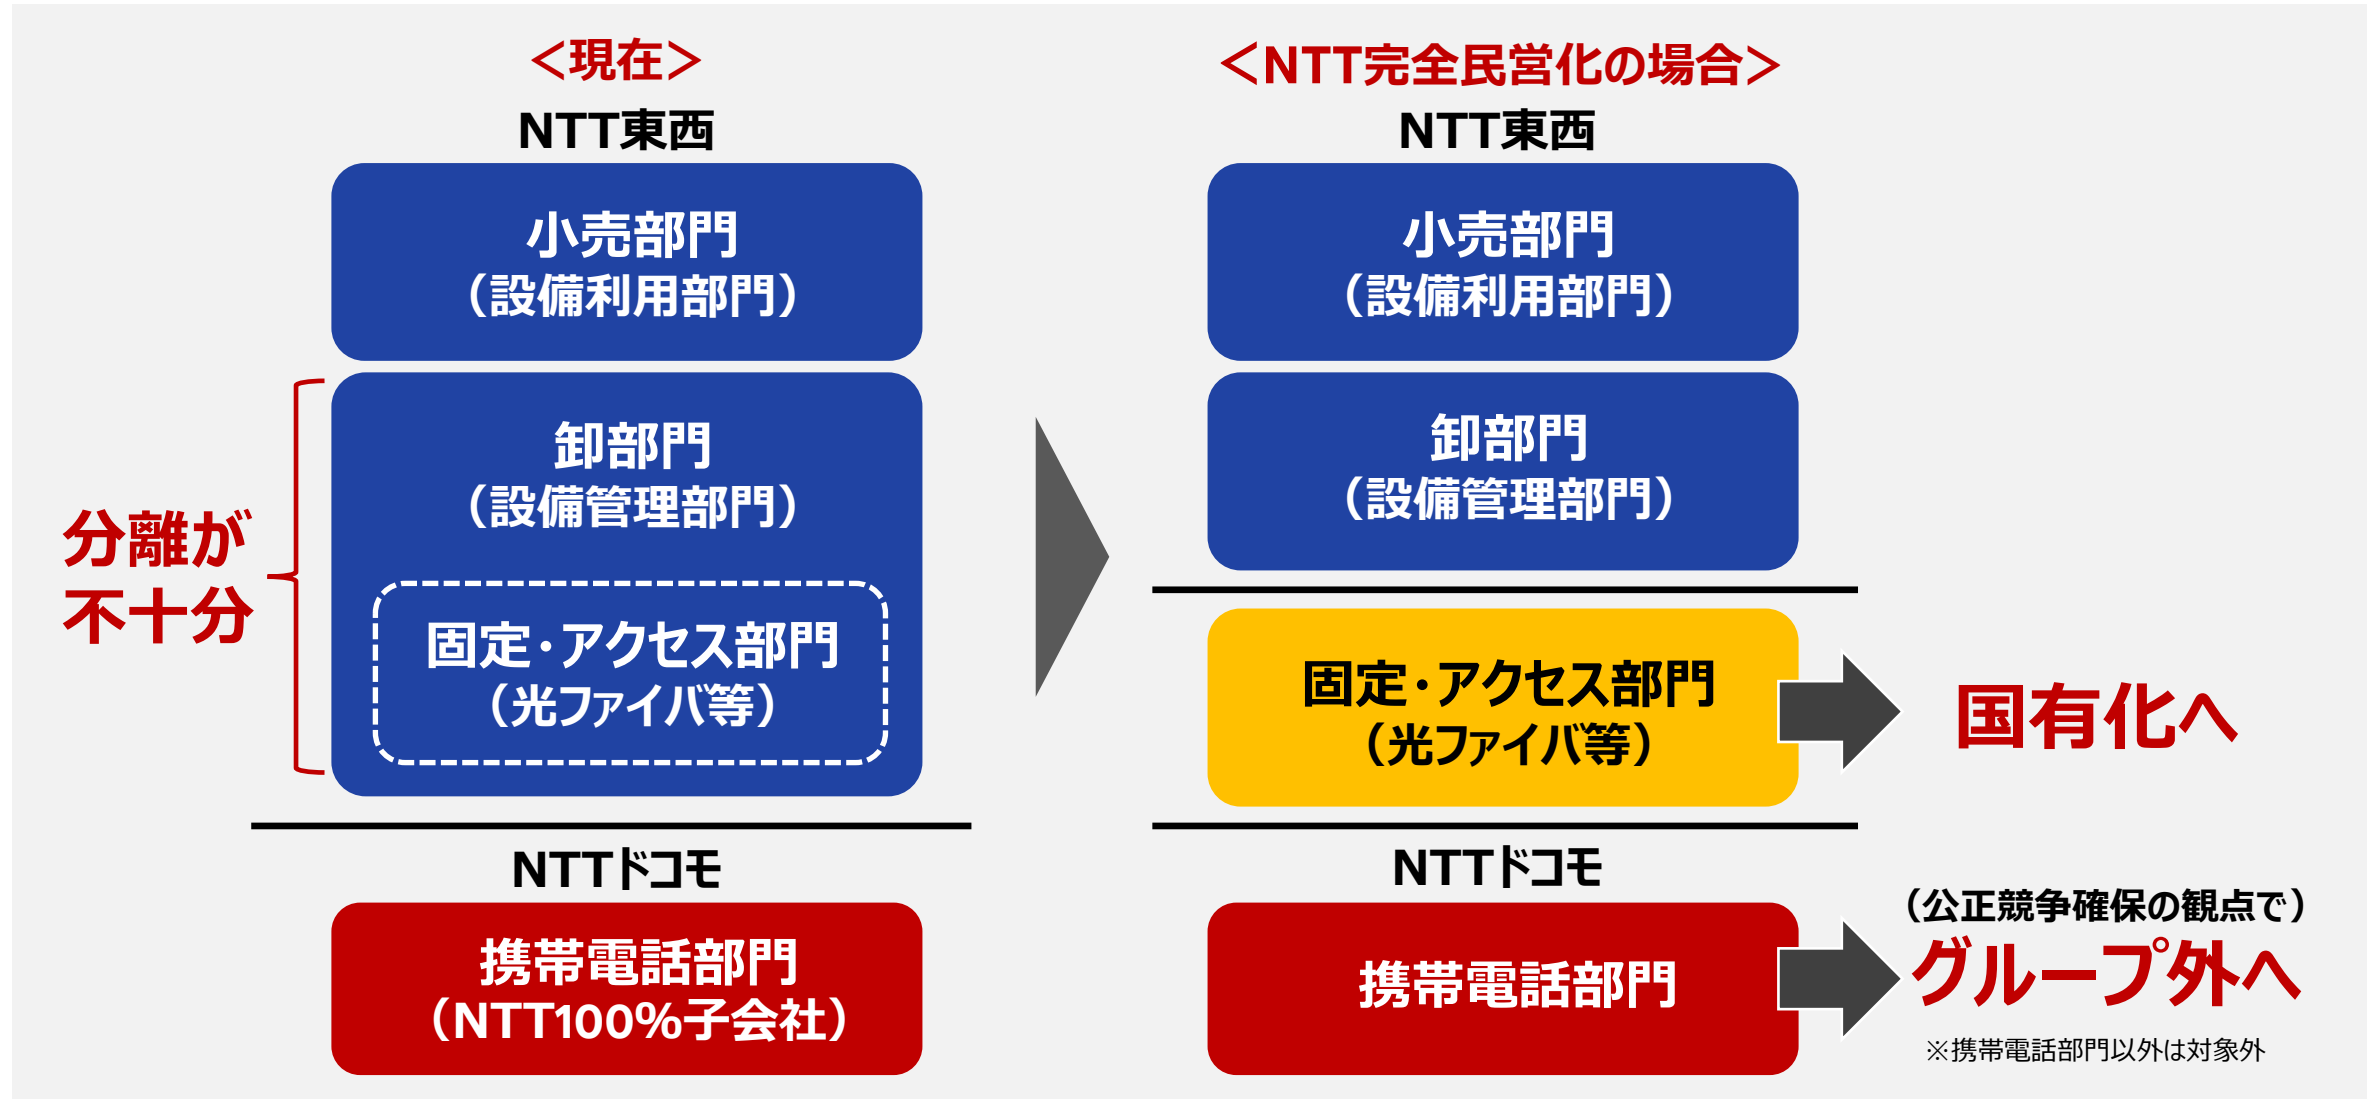 ＜現在＞
NTT東西
小売部門
（設備利用部門）
卸部門
（設備管理部門）
固定・アクセス部門
（光ファイバ等）
分離が
不十分
NTTドコモ
携帯電話部門
（NTT100%子会社）
＜NTT完全民営化の場合＞
NTT東西
小売部門
（設備利用部門）
卸部門
（設備管理部門）
固定・アクセス部門
（光ファイバ等）
国有化へ
NTTドコモ
携帯電話部門
（公正競争確保の観点で）
グループ外へ
※携帯電話部門以外は対象外